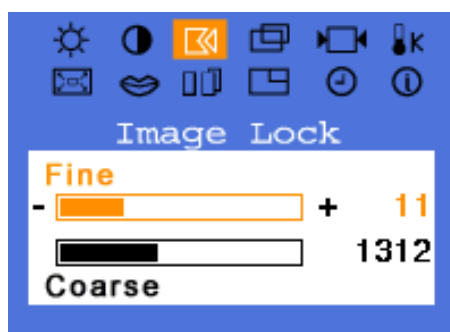 K
Image Lock
Fine
- + 11
1312
Coarse